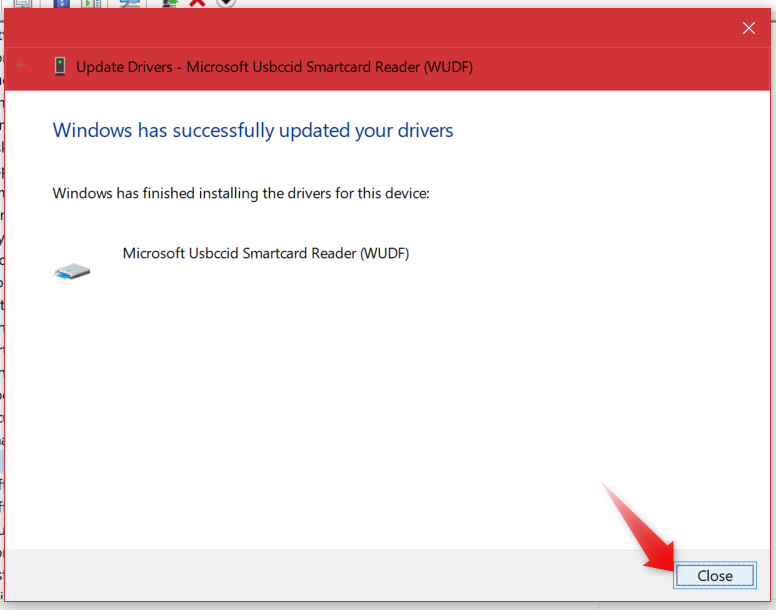 Update Drivers - Microsoft Usbccid Smartcard Reader (WUDF)
Windows has successfully updated your drivers
Windows has finished installing the drivers for this device:
Microsoft Usbccid Smartcard Reader (WUDF)
Close